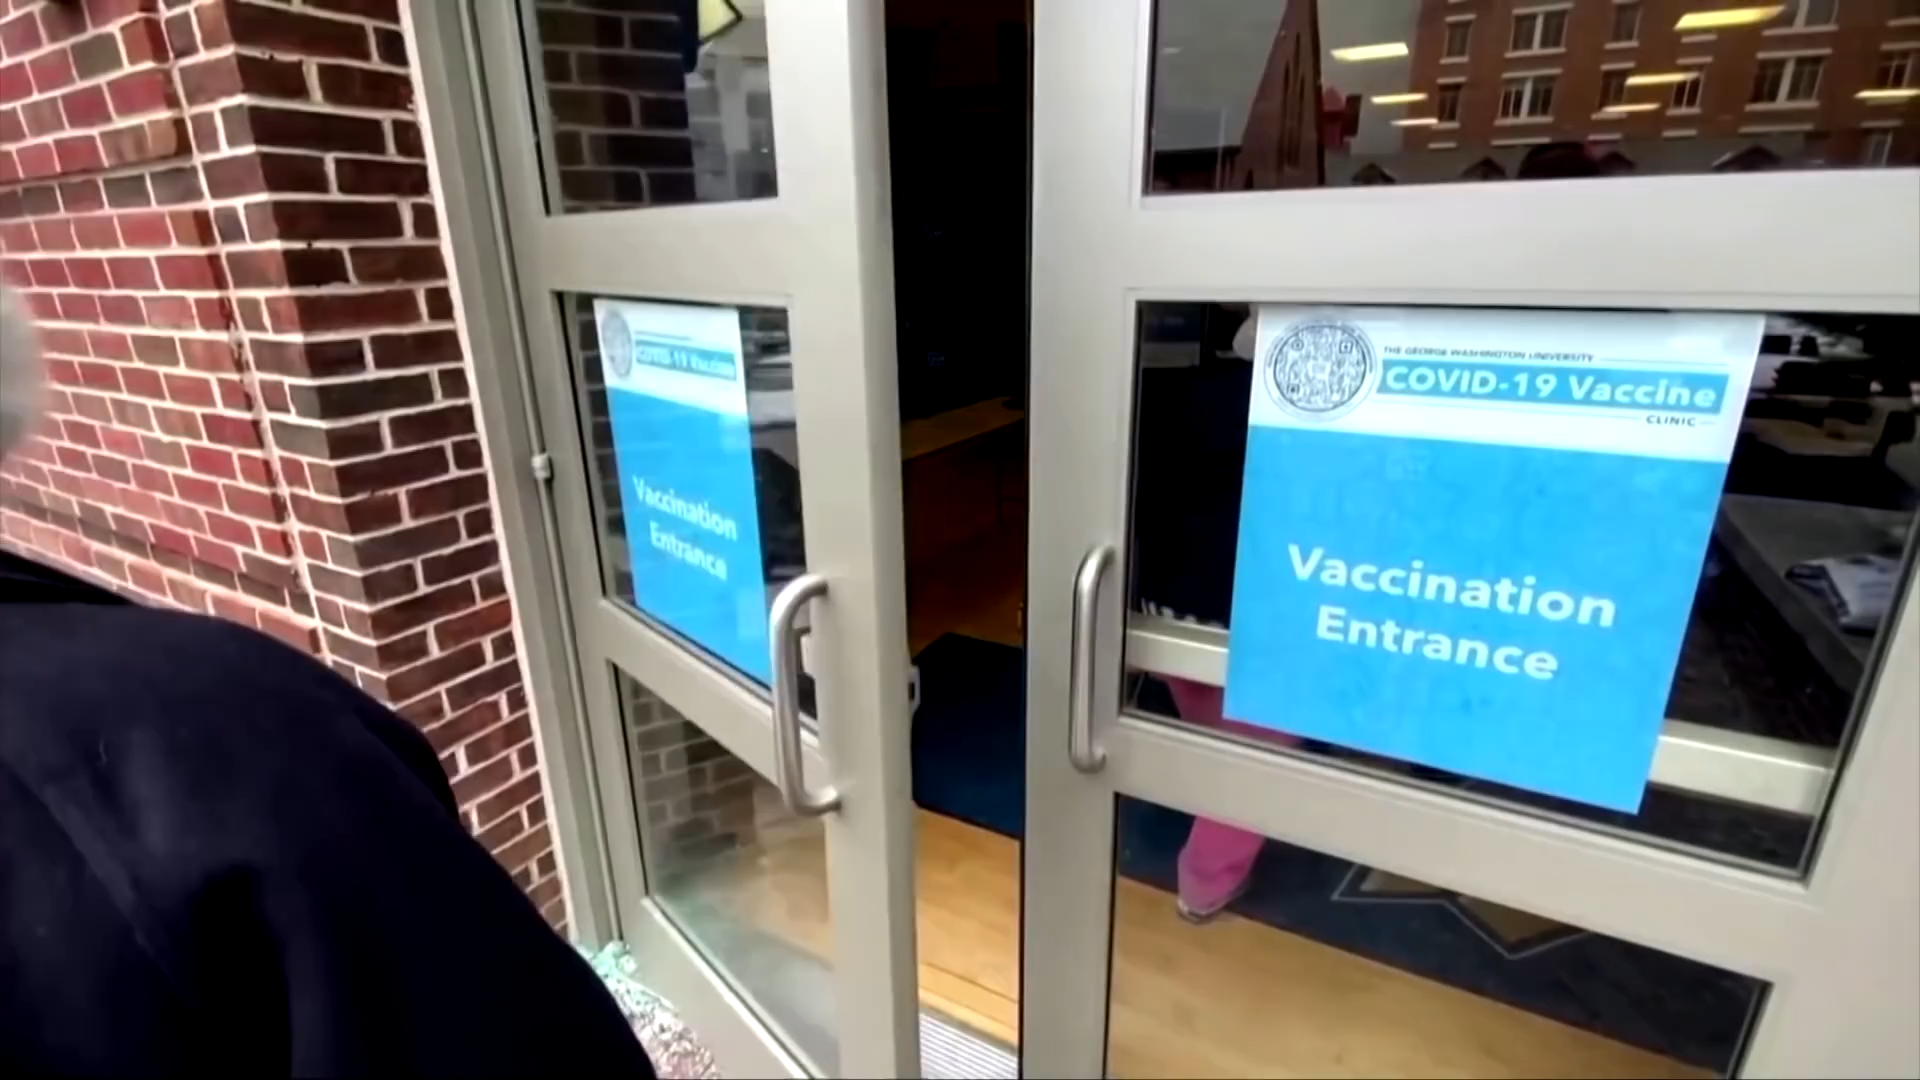 COVID-19 Vaccine
Vaccination
Entrance
THE GEORGE WASHINGTON UNIVERSITY
COVID-19 Vaccine
CLINIC
Vaccination
Entrance